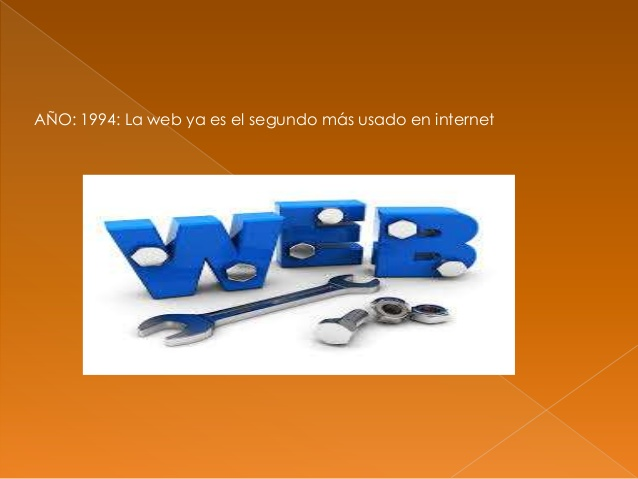 AÑO: 1994: La web ya es el segundo más usado en internet
WEB